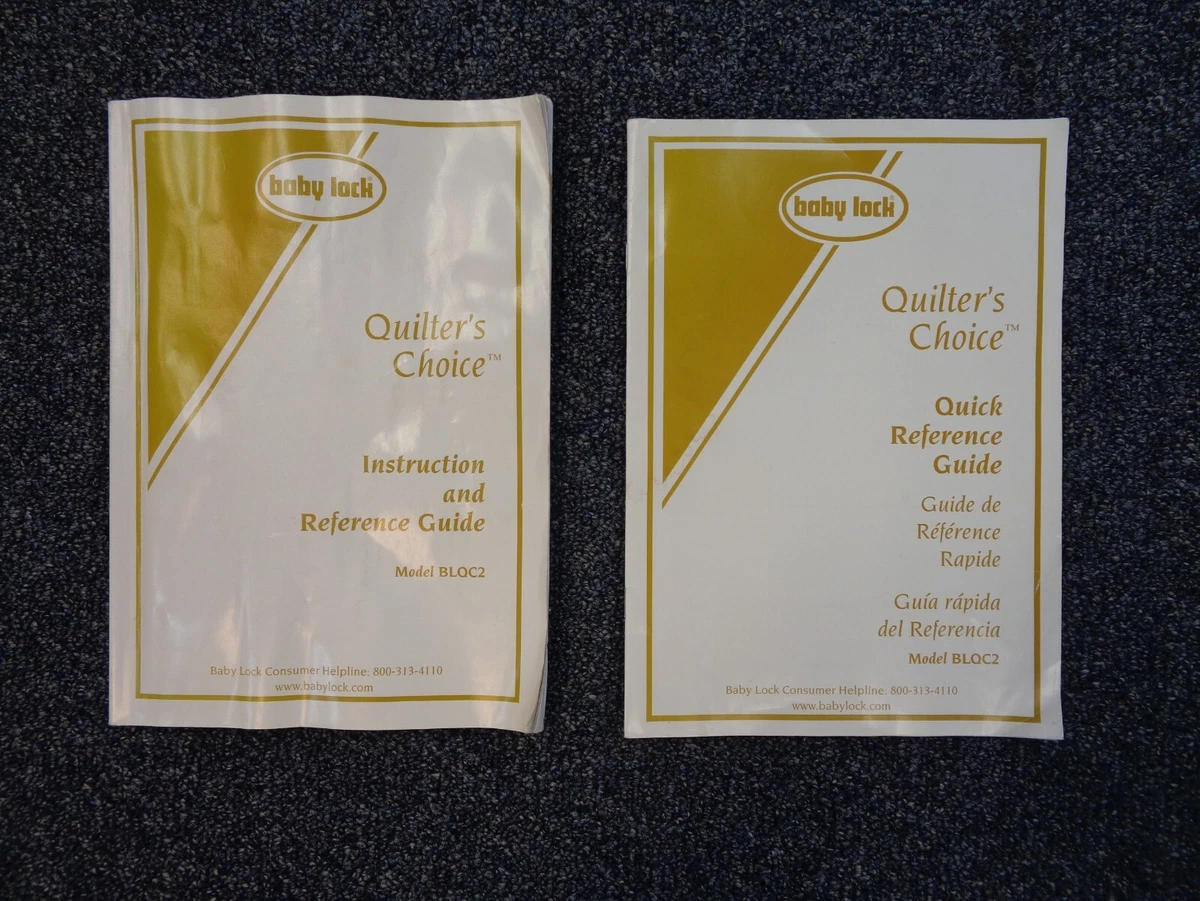 baby lock®
Quilter's
Choice™
Instruction
and
Reference Guide
Model BLQC2
Baby Lock Consumer Helpline: 800-313-4110
www.babylock.com
baby lock®
Quilter's
Choice™
Quick
Reference
Guide
Guide de
Référence
Rapide
Guía rápida
del Referencia
Model BLQC2
Baby Lock Consumer Helpline: 800-313-4110
www.babylock.com